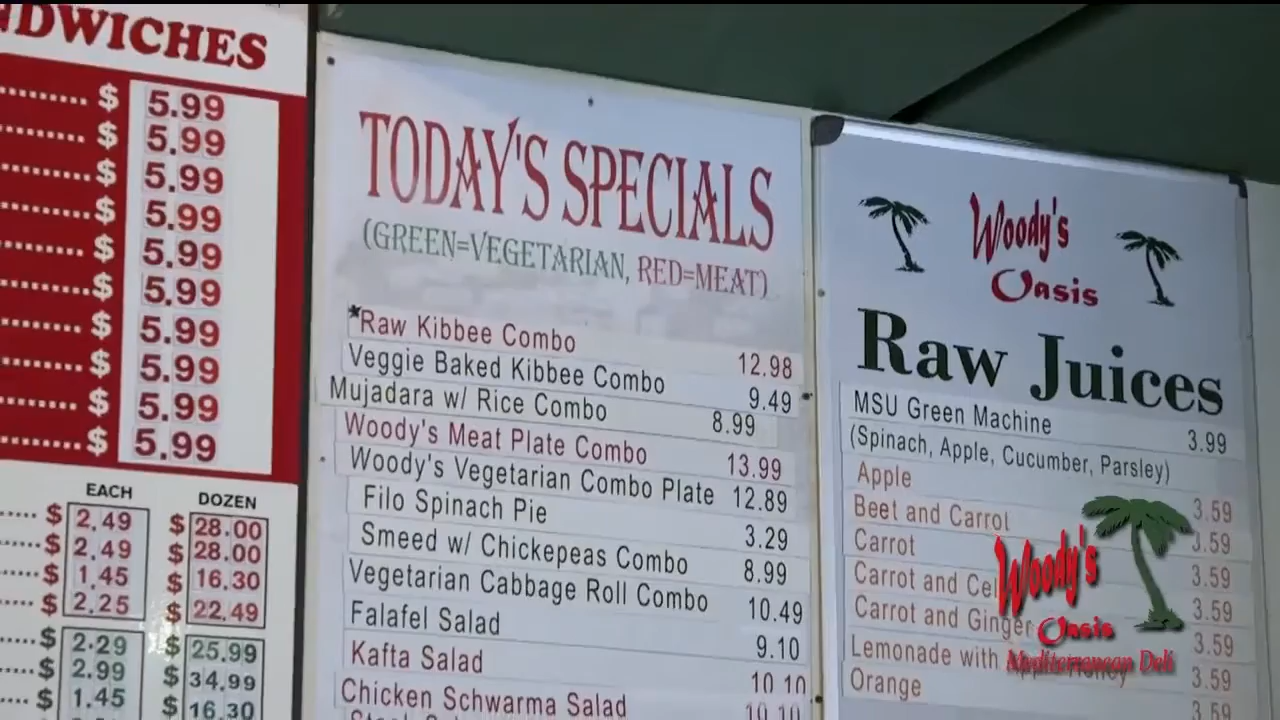 NDWICHES
$ 5.99
$ 5.99
$ 5.99
$ 5.99
$ 5.99
$ 5.99
$ 5.99
$ 5.99
$ 5.99
$ 5.99
EACH DOZEN
$ 2.49 $ 28.00
$ 2.49 $ 28.00
$ 1.45 $ 16.30
$ 2.25 $ 22.49
$ 2.29 $ 25.99
$ 2.99 $ 34.99
$ 1.45 $ 16.30
TODAY'S SPECIALS
(GREEN=VEGETARIAN, RED=MEAT)
*Raw Kibbee Combo 12.98
Veggie Baked Kibbee Combo 9.49
Mujadara w/ Rice Combo 8.99
Woody's Meat Plate Combo 13.99
Woody's Vegetarian Combo Plate 12.89
Filo Spinach Pie 3.29
Smeed w/ Chickepeas Combo 8.99
Vegetarian Cabbage Roll Combo 10.49
Falafel Salad 9.10
Kafta Salad 10.10
Chicken Schwarma Salad 10.10
Woody's
Oasis
Raw Juices
MSU Green Machine 3.99
(Spinach, Apple, Cucumber, Parsley)
Apple 3.59
Beet and Carrot 3.59
Carrot 3.59
Carrot and Cel 3.59
Carrot and Ginger 3.59
Lemonade with 3.59
Orange 3.59
Woody's
Oasis
Mediterranean Deli